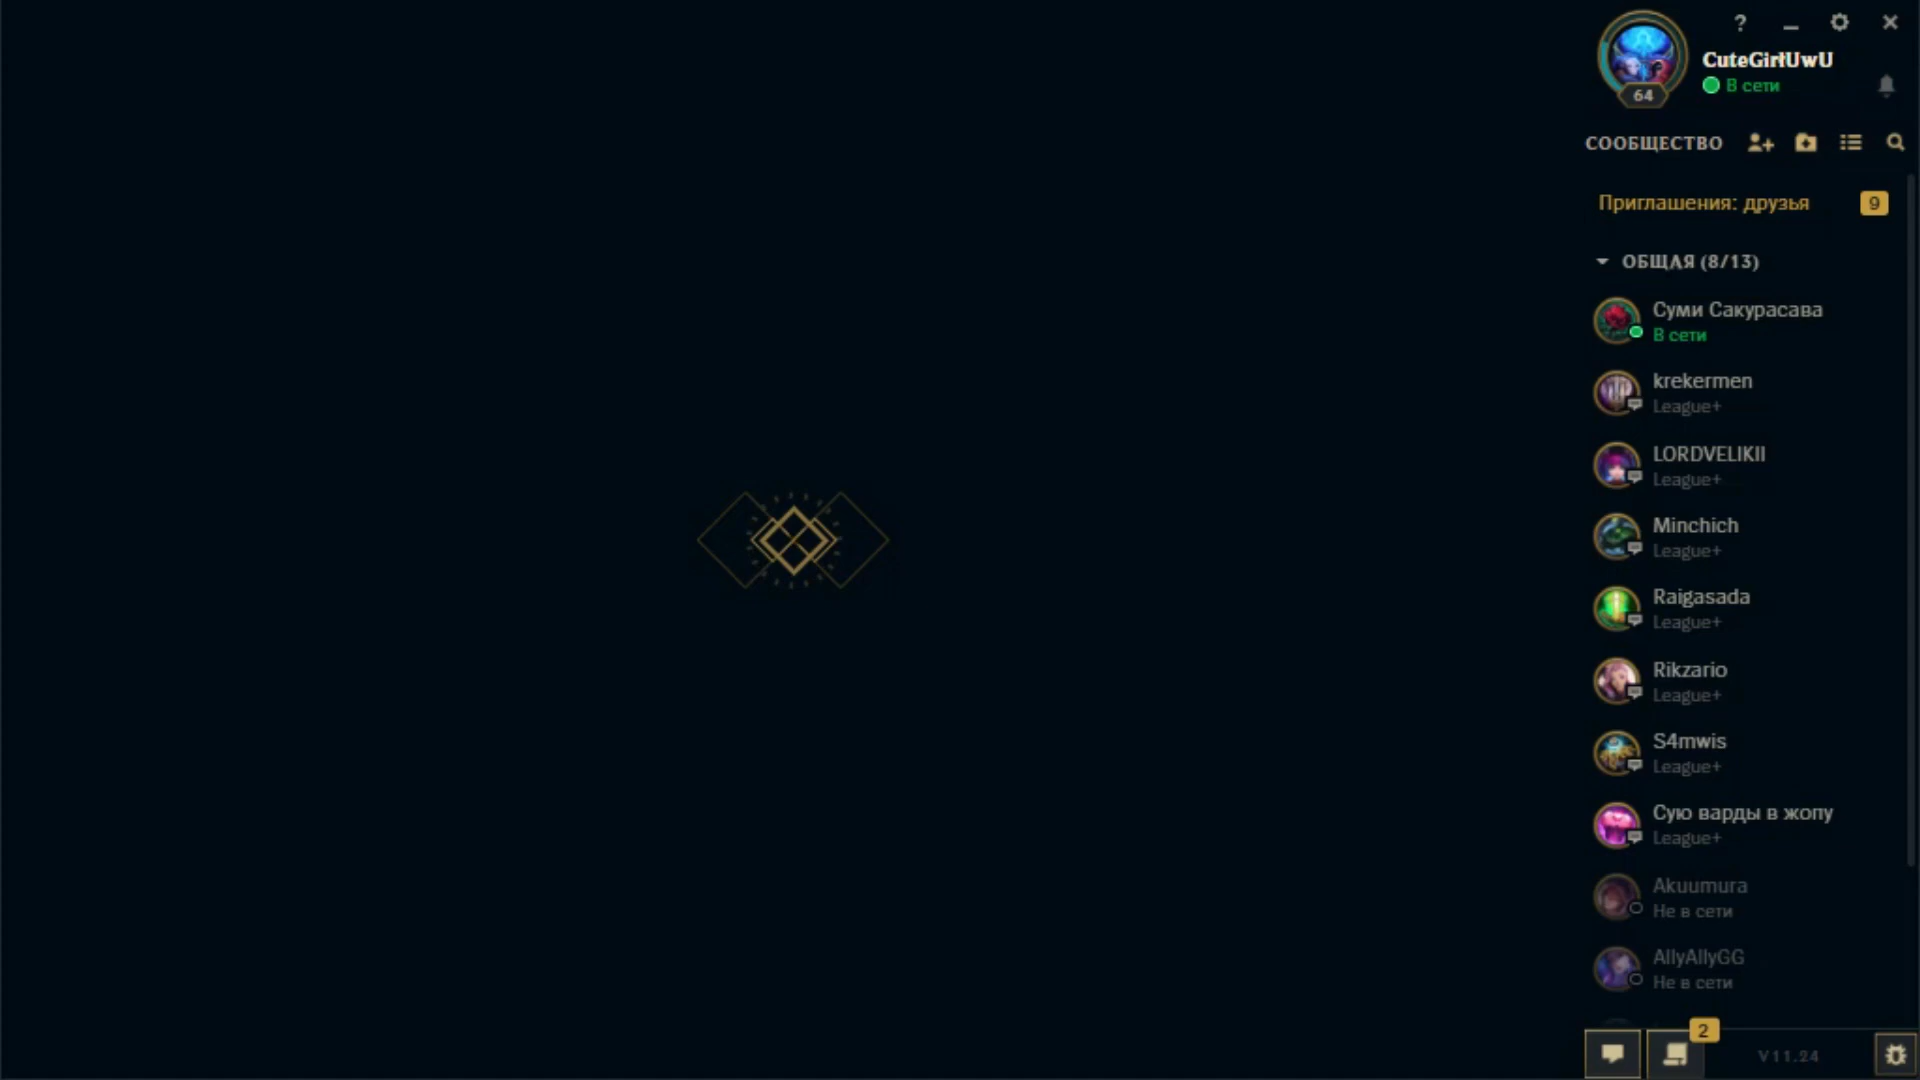 ?
CuteGirlUwU
В сети
64
СООБЩЕСТВО
Приглашения: друзья 9
ОБЩАЯ (8/13)
Суми Сакурасава
В сети
krekermen
League+
LORDVELIKII
League+
Minchich
League+
Raigasada
League+
Rikzario
League+
S4mwis
League+
Сую варды в жопу
League+
Akuumura
Не в сети
AllyAllyGG
Не в сети
2
V11.24